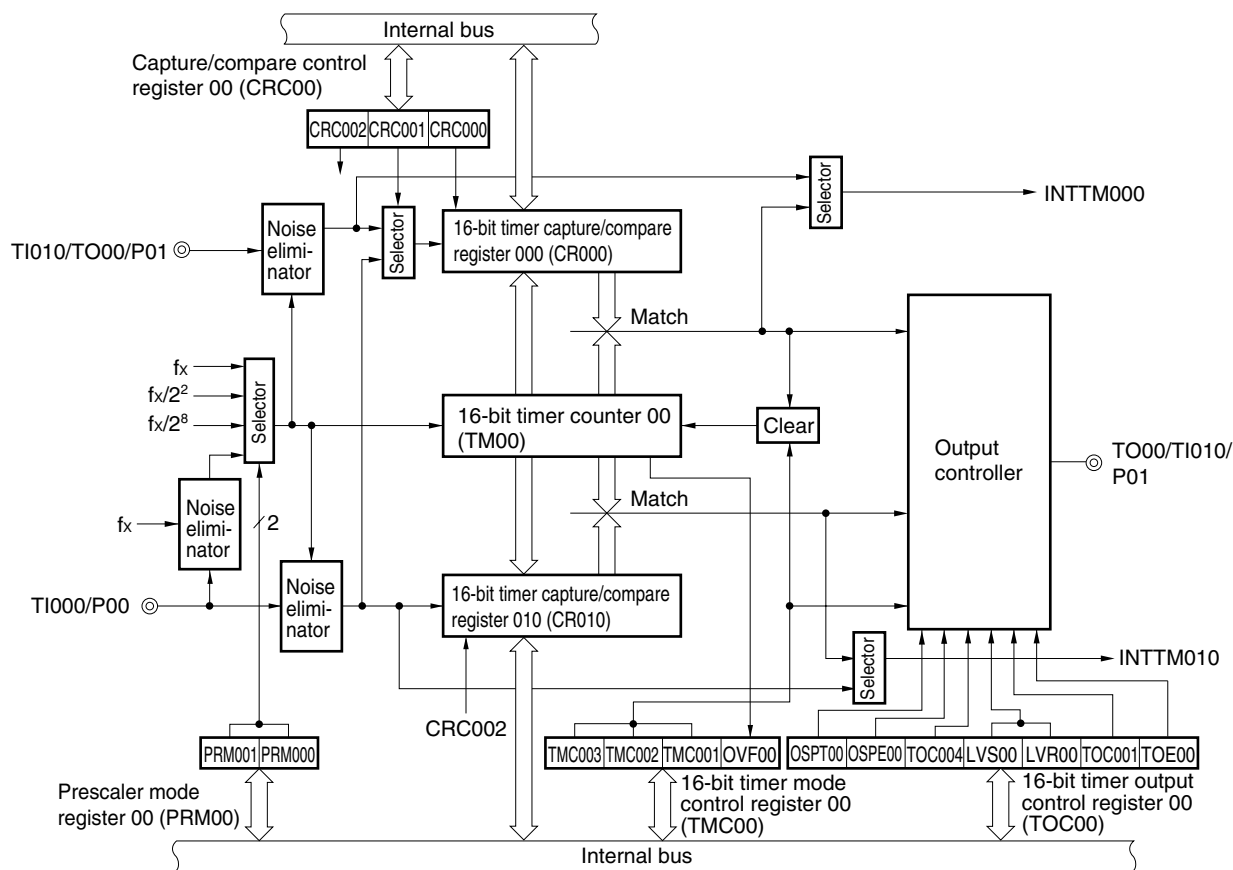 Internal bus
Capture/compare control
register 00 (CRC00)
CRC002 CRC001 CRC000
Selector
INTTM000
Noise
elimi-
nator
Selector
16-bit timer capture/compare
register 000 (CR000)
TI010/TO00/P01
Match
fX
fX/2²
fX/2⁸
Selector
16-bit timer counter 00
(TM00)
Clear
Output
controller
TO00/TI010/
P01
Match
fX
Noise
elimi-
nator
2
TI000/P00
Noise
elimi-
nator
16-bit timer capture/compare
register 010 (CR010)
Selector
INTTM010
CRC002
PRM001 PRM000
TMC003 TMC002 TMC001 OVF00
OSPT00 OSPE00 TOC004 LVS00 LVR00 TOC001 TOE00
Prescaler mode
register 00 (PRM00)
16-bit timer mode
control register 00
(TMC00)
16-bit timer output
control register 00
(TOC00)
Internal bus